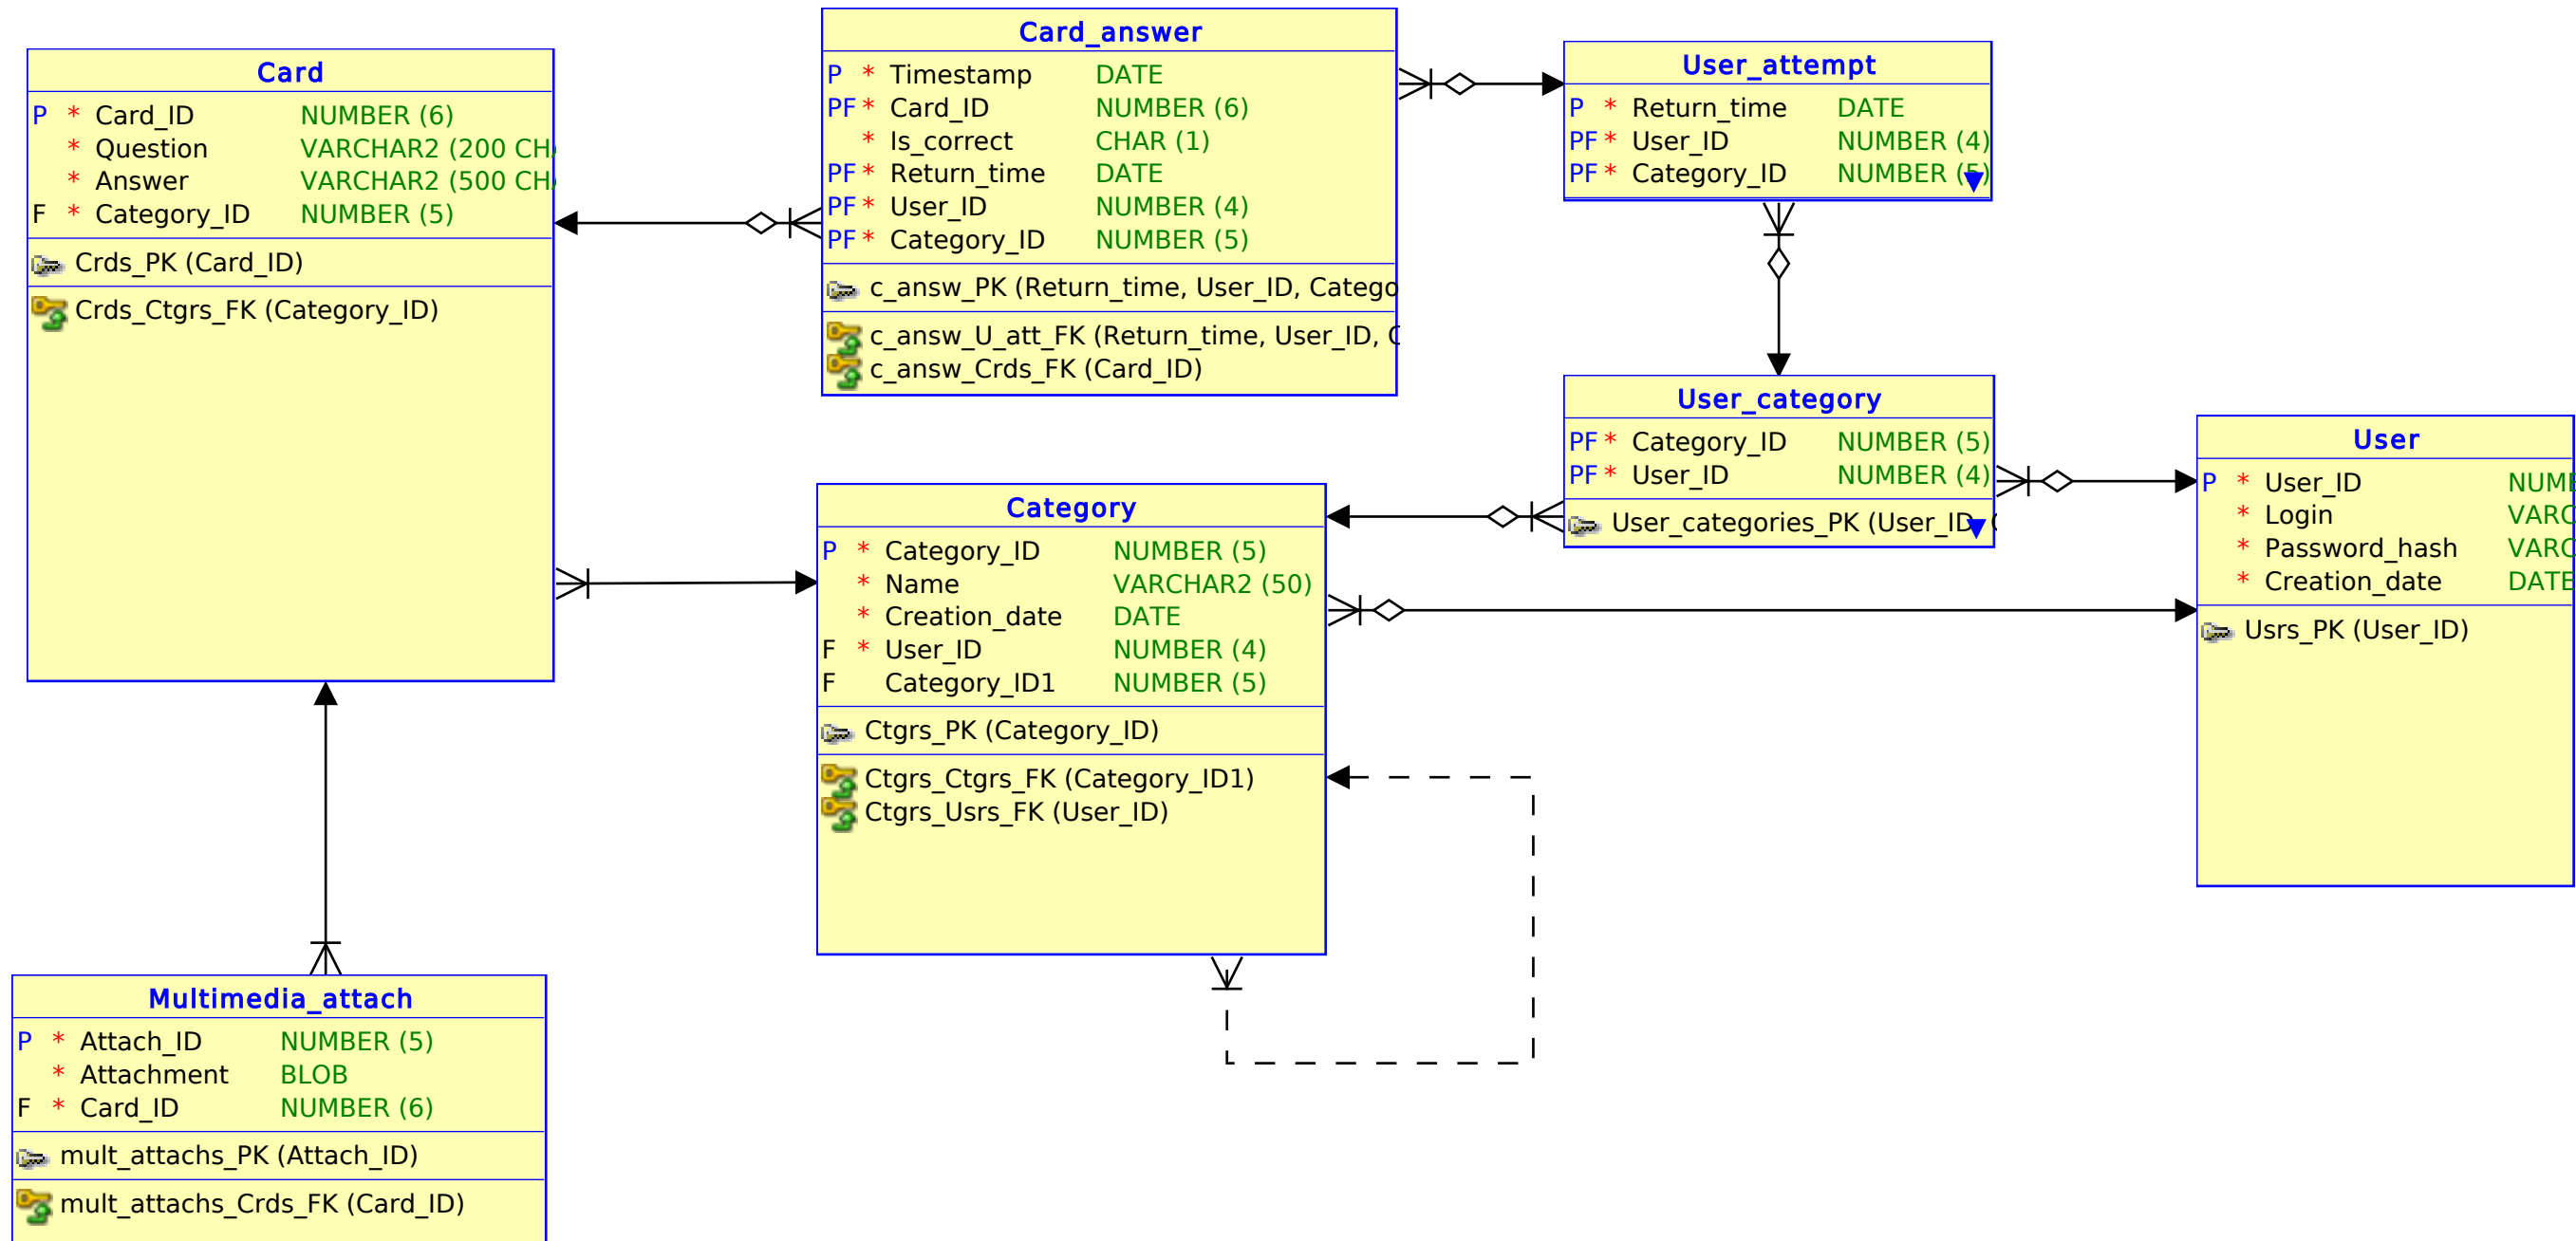 Card
P * Card_ID NUMBER (6)
* Question VARCHAR2 (200 CH
* Answer VARCHAR2 (500 CH
F * Category_ID NUMBER (5)
Crds_PK (Card_ID)
Crds_Ctgrs_FK (Category_ID)
Card_answer
P * Timestamp DATE
PF * Card_ID NUMBER (6)
* Is_correct CHAR (1)
PF * Return_time DATE
PF * User_ID NUMBER (4)
PF * Category_ID NUMBER (5)
c_answ_PK (Return_time, User_ID, Catego
c_answ_U_att_FK (Return_time, User_ID, C
c_answ_Crds_FK (Card_ID)
User_attempt
P * Return_time DATE
PF * User_ID NUMBER (4)
PF * Category_ID NUMBER (5)
User_category
PF * Category_ID NUMBER (5)
PF * User_ID NUMBER (4)
User_categories_PK (User_ID, (
User
P * User_ID NUME
* Login VARC
* Password_hash VARC
* Creation_date DATE
Usrs_PK (User_ID)
Category
P * Category_ID NUMBER (5)
* Name VARCHAR2 (50)
* Creation_date DATE
F * User_ID NUMBER (4)
F Category_ID1 NUMBER (5)
Ctgrs_PK (Category_ID)
Ctgrs_Ctgrs_FK (Category_ID1)
Ctgrs_Usrs_FK (User_ID)
Multimedia_attach
P * Attach_ID NUMBER (5)
* Attachment BLOB
F * Card_ID NUMBER (6)
mult_attachs_PK (Attach_ID)
mult_attachs_Crds_FK (Card_ID)